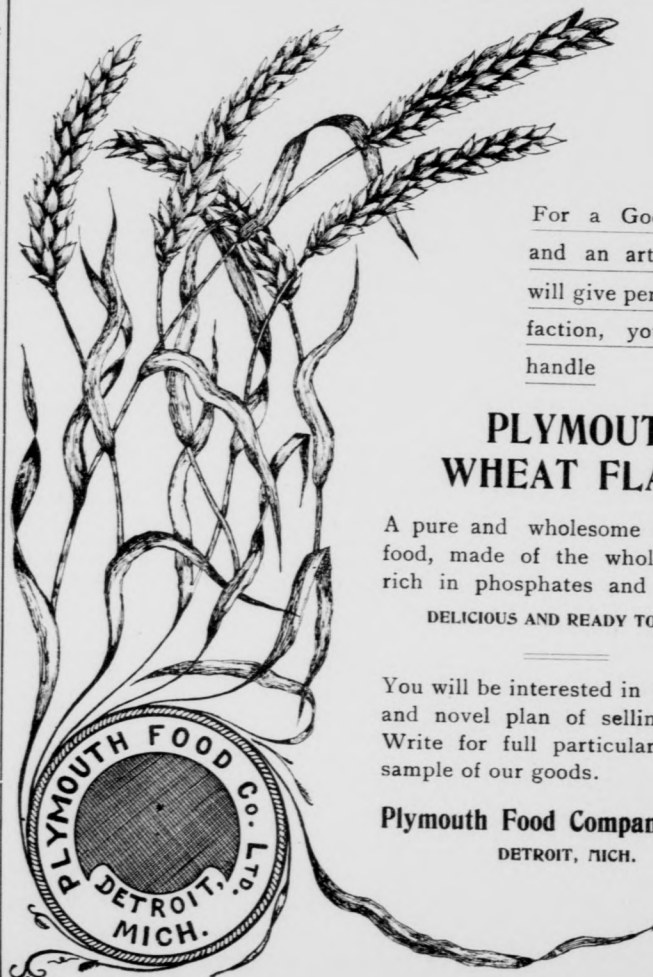 For a Goo
and an art
will give per
faction, yo
handle
PLYMOUT
WHEAT FLA
A pure and wholesome
food, made of the whol
rich in phosphates and
DELICIOUS AND READY TO
You will be interested in
and novel plan of sellin
Write for full particular
sample of our goods.
Plymouth Food Compan
DETROIT, MICH.
PLYMOUTH FOOD Co. LTD.
DETROIT,
MICH.